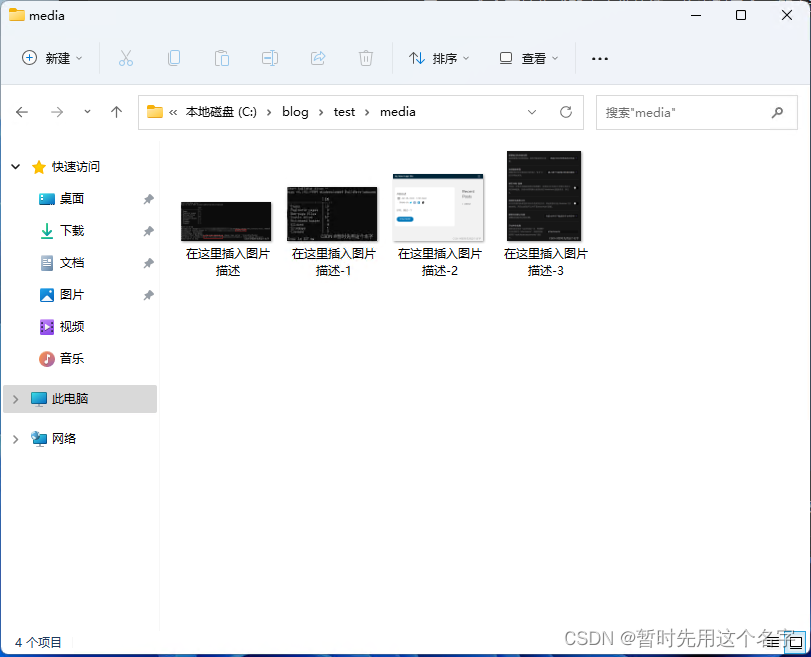 media
新建
排序
查看
« 本地磁盘 (C:) › blog › test › media
搜索"media"
快速访问
桌面
下载
文档
图片
视频
音乐
此电脑
网络
在这里插入图片
描述
在这里插入图片
描述-1
在这里插入图片
描述-2
在这里插入图片
描述-3
4 个项目
CSDN @暂时先用这个名字